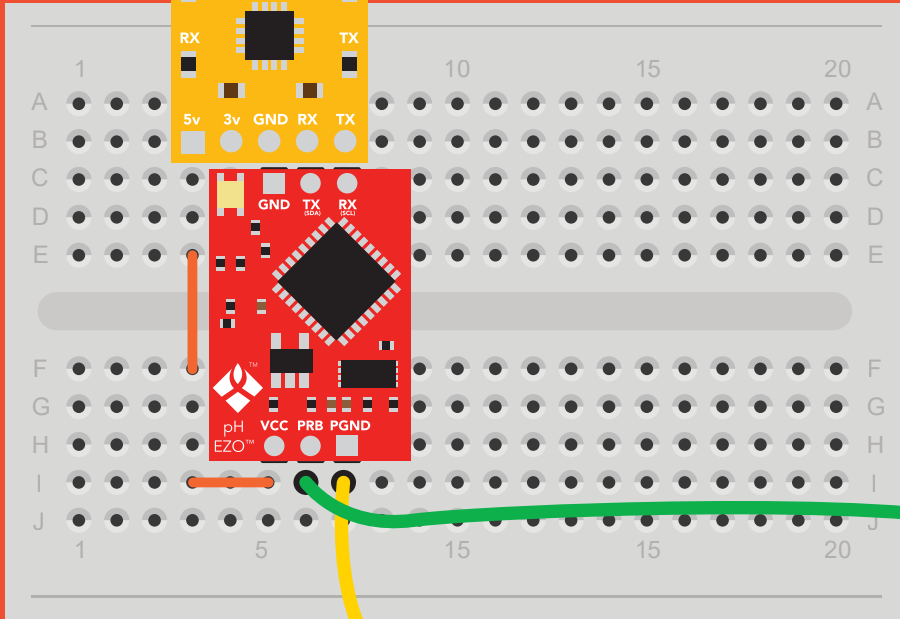 RX TX
1 10 15 20
A A
5v 3v GND RX TX
B B
C C
GND TX RX
(SDA) (SCL)
D D
E E
F F
TM
G G
VCC PRB PGND
pH
H H
EZO™
I I
J J
1 5 15 15 20